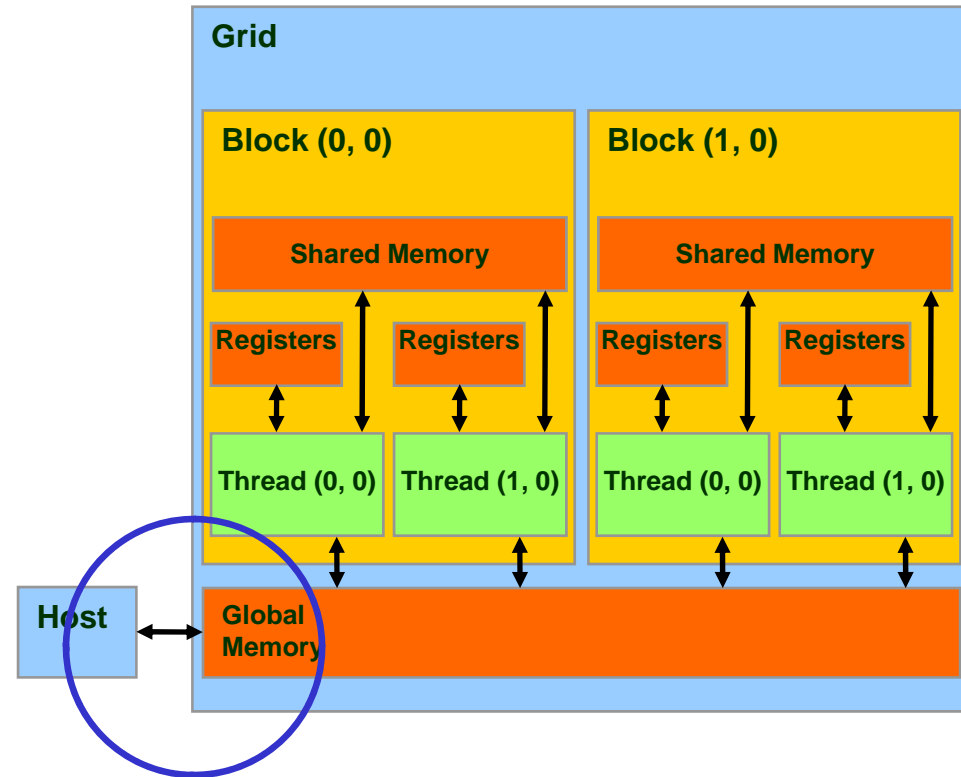 Grid
Block (0, 0)
Block (1, 0)
Shared Memory
Shared Memory
Registers
Registers
Registers
Registers
Thread (0, 0)
Thread (1, 0)
Thread (0, 0)
Thread (1, 0)
Host
Global
Memory